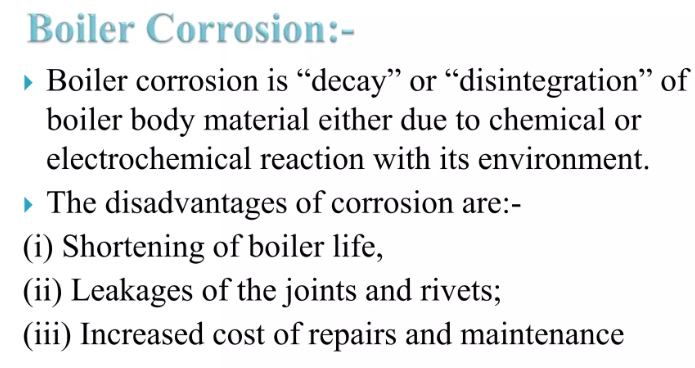 Boiler Corrosion:-
Boiler corrosion is “decay” or “disintegration” of
boiler body material either due to chemical or
electrochemical reaction with its environment.
The disadvantages of corrosion are:-
(i) Shortening of boiler life,
(ii) Leakages of the joints and rivets;
(iii) Increased cost of repairs and maintenance